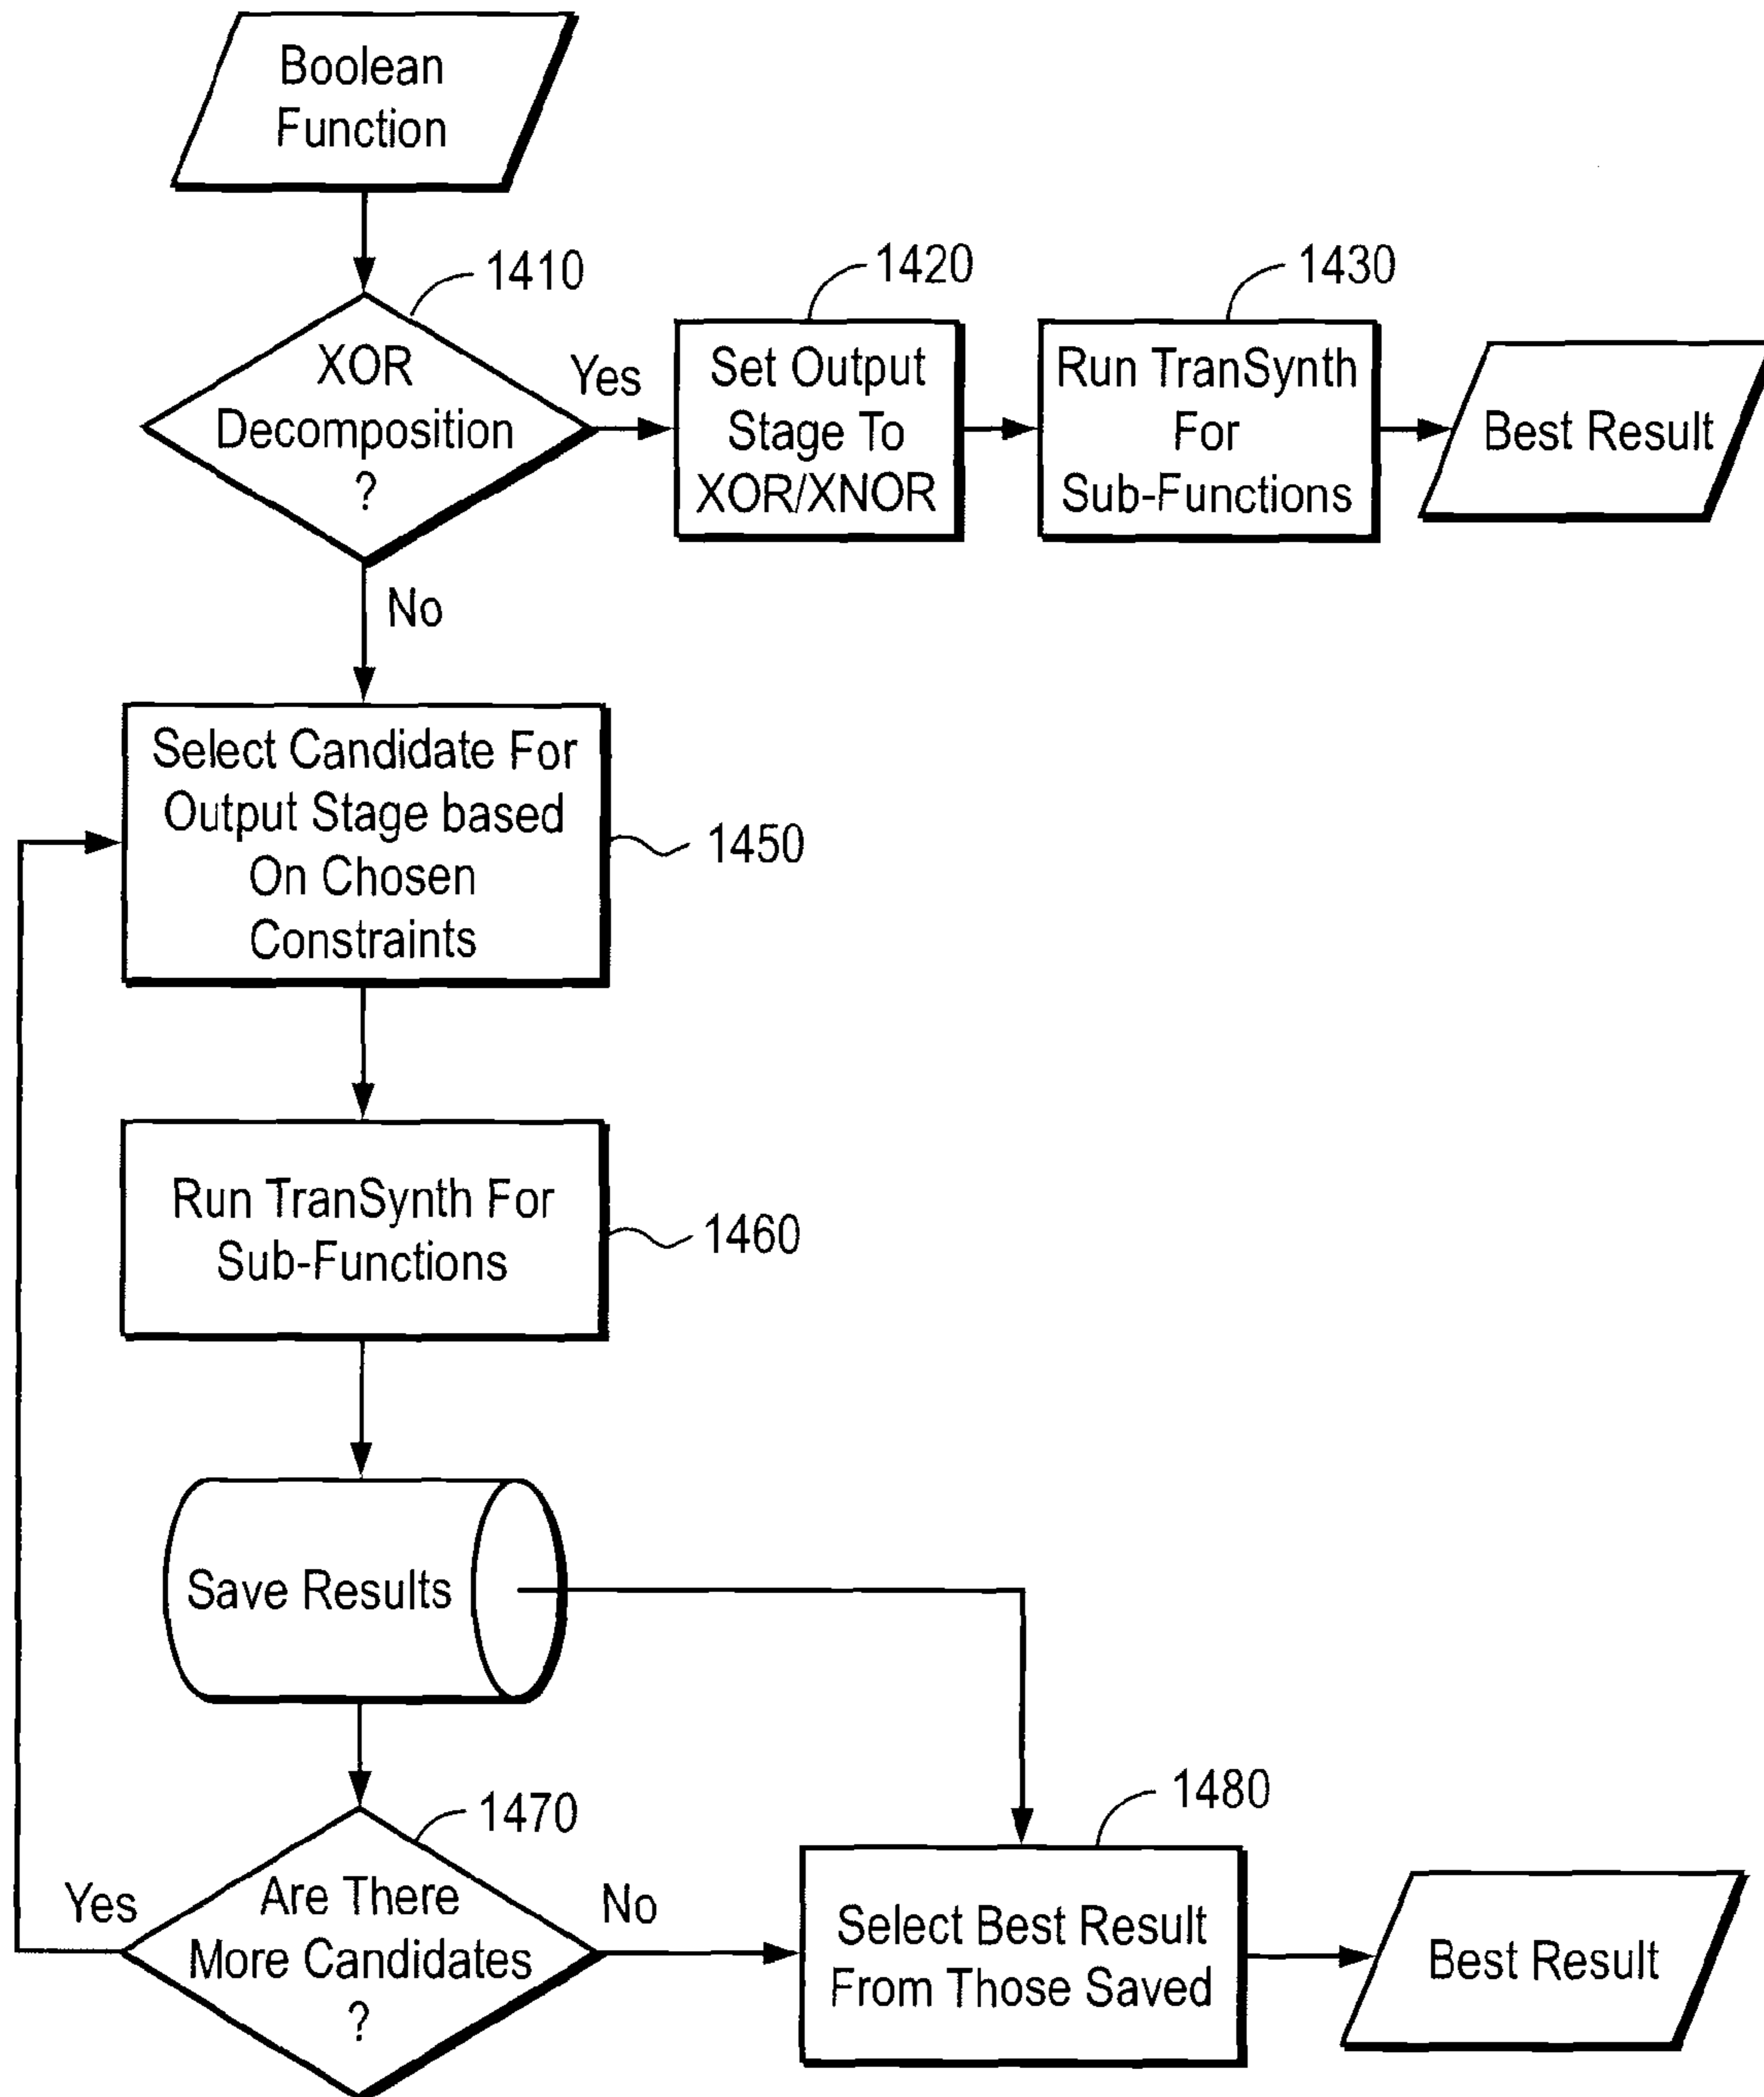 Boolean
Function
1410
XOR
Decomposition
?
Yes
1420
Set Output
Stage To
XOR/XNOR
1430
Run TranSynth
For
Sub-Functions
Best Result
No
Select Candidate For
Output Stage based
On Chosen
Constraints
1450
Run TranSynth For
Sub-Functions
1460
Save Results
1470
Are There
More Candidates
?
Yes
No
1480
Select Best Result
From Those Saved
Best Result